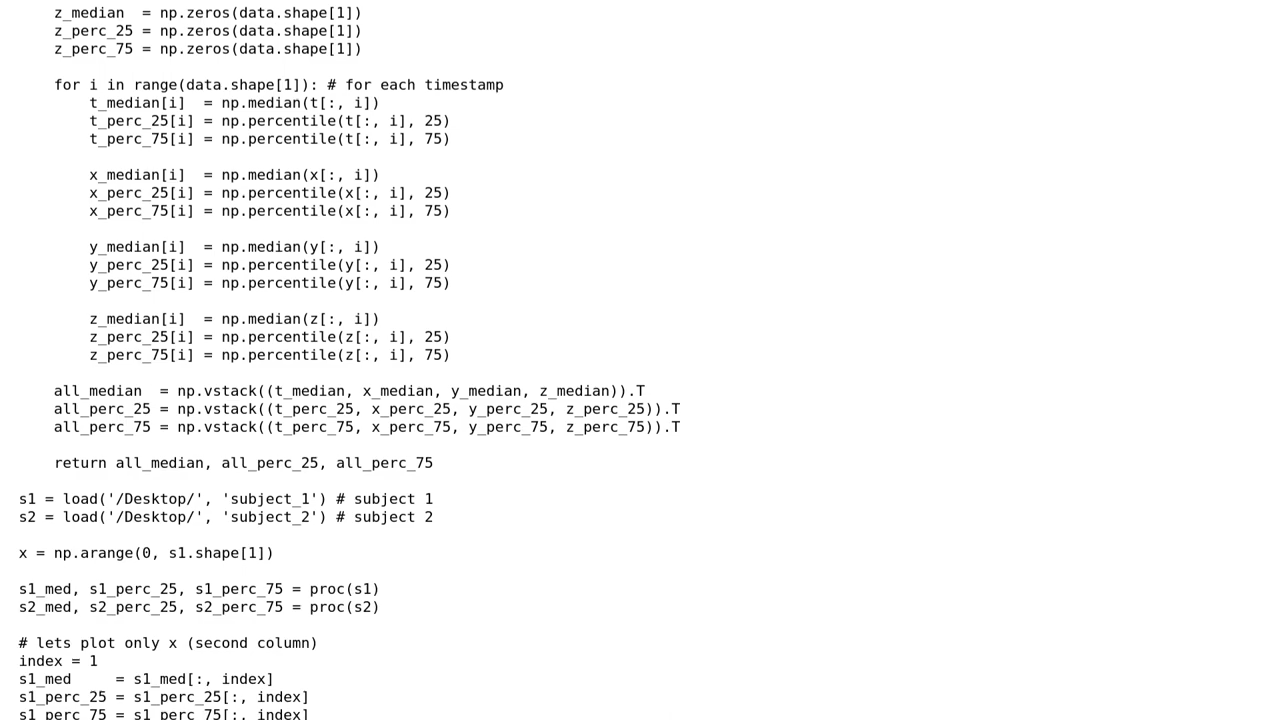 z_median  = np.zeros(data.shape[1])
z_perc_25 = np.zeros(data.shape[1])
z_perc_75 = np.zeros(data.shape[1])
for i in range(data.shape[1]): # for each timestamp
t_median[i]  = np.median(t[:, i])
t_perc_25[i] = np.percentile(t[:, i], 25)
t_perc_75[i] = np.percentile(t[:, i], 75)
x_median[i]  = np.median(x[:, i])
x_perc_25[i] = np.percentile(x[:, i], 25)
x_perc_75[i] = np.percentile(x[:, i], 75)
y_median[i]  = np.median(y[:, i])
y_perc_25[i] = np.percentile(y[:, i], 25)
y_perc_75[i] = np.percentile(y[:, i], 75)
z_median[i]  = np.median(z[:, i])
z_perc_25[i] = np.percentile(z[:, i], 25)
z_perc_75[i] = np.percentile(z[:, i], 75)
all_median  = np.vstack((t_median, x_median, y_median, z_median)).T
all_perc_25 = np.vstack((t_perc_25, x_perc_25, y_perc_25, z_perc_25)).T
all_perc_75 = np.vstack((t_perc_75, x_perc_75, y_perc_75, z_perc_75)).T
return all_median, all_perc_25, all_perc_75
s1 = load('/Desktop/', 'subject_1') # subject 1
s2 = load('/Desktop/', 'subject_2') # subject 2
x = np.arange(0, s1.shape[1])
s1_med, s1_perc_25, s1_perc_75 = proc(s1)
s2_med, s2_perc_25, s2_perc_75 = proc(s2)
# lets plot only x (second column)
index = 1
s1_med     = s1_med[:, index]
s1_perc_25 = s1_perc_25[:, index]
s1_perc_75 = s1_perc_75[:, index]